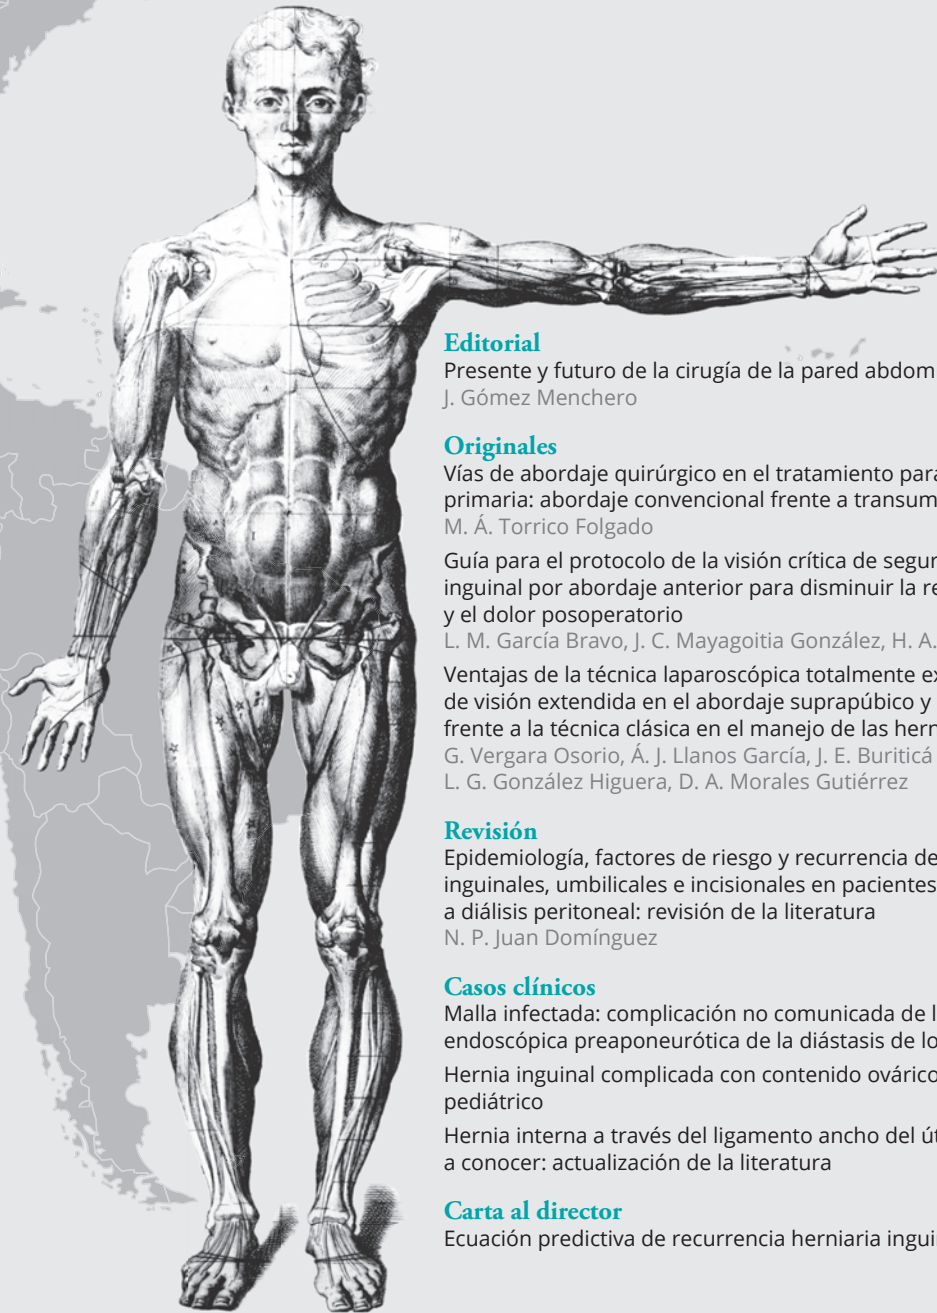 Editorial
Presente y futuro de la cirugía de la pared abdom
J. Gómez Menchero
Originales
Vías de abordaje quirúrgico en el tratamiento para
primaria: abordaje convencional frente a transum
M. Á. Torrico Folgado
Guía para el protocolo de la visión crítica de segur
inguinal por abordaje anterior para disminuir la re
y el dolor posoperatorio
L. M. García Bravo, J. C. Mayagoitia González, H. A.
Ventajas de la técnica laparoscópica totalmente ex
de visión extendida en el abordaje suprapúbico y
frente a la técnica clásica en el manejo de las hern
G. Vergara Osorio, Á. J. Llanos García, J. E. Buriticá
L. G. González Higuera, D. A. Morales Gutiérrez
Revisión
Epidemiología, factores de riesgo y recurrencia de
inguinales, umbilicales e incisionales en pacientes
a diálisis peritoneal: revisión de la literatura
N. P. Juan Domínguez
Casos clínicos
Malla infectada: complicación no comunicada de l
endoscópica preaponeurótica de la diástasis de lo
Hernia inguinal complicada con contenido ovárico
pediátrico
Hernia interna a través del ligamento ancho del út
a conocer: actualización de la literatura
Carta al director
Ecuación predictiva de recurrencia herniaria ingui